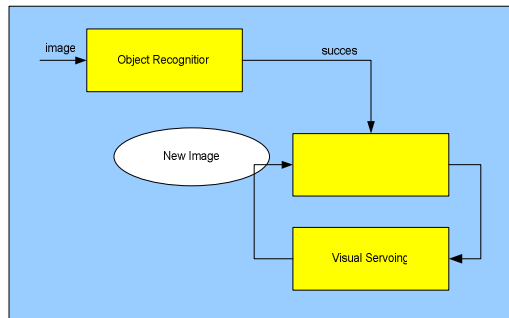 image
succes
Object Recognitior
New Image
Visual Servoing